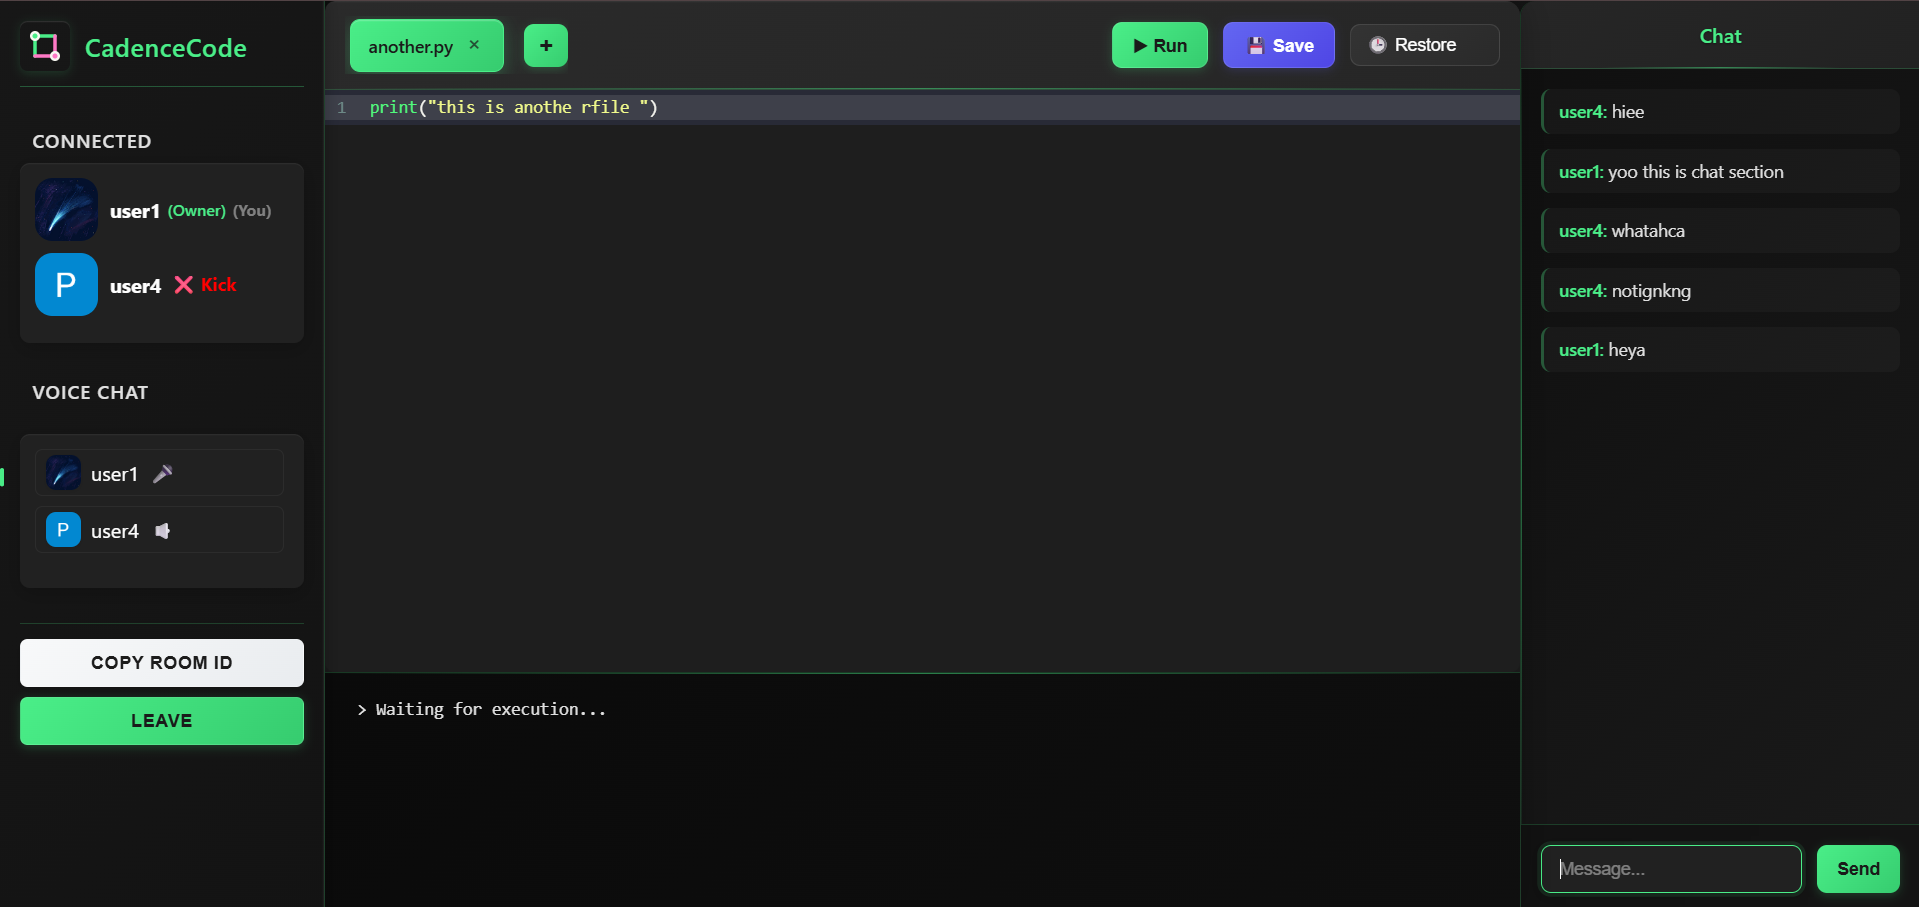 CadenceCode
CONNECTED
user1 (Owner) (You)
P
user4 ❌ Kick
VOICE CHAT
user1
P
user4
COPY ROOM ID
LEAVE
another.py ×
+
▶ Run
Save
Restore
1 print("this is anothe rfile ")
> Waiting for execution...
Chat
user4: hiee
user1: yoo this is chat section
user4: whatahca
user4: notignkng
user1: heya
Message...
Send